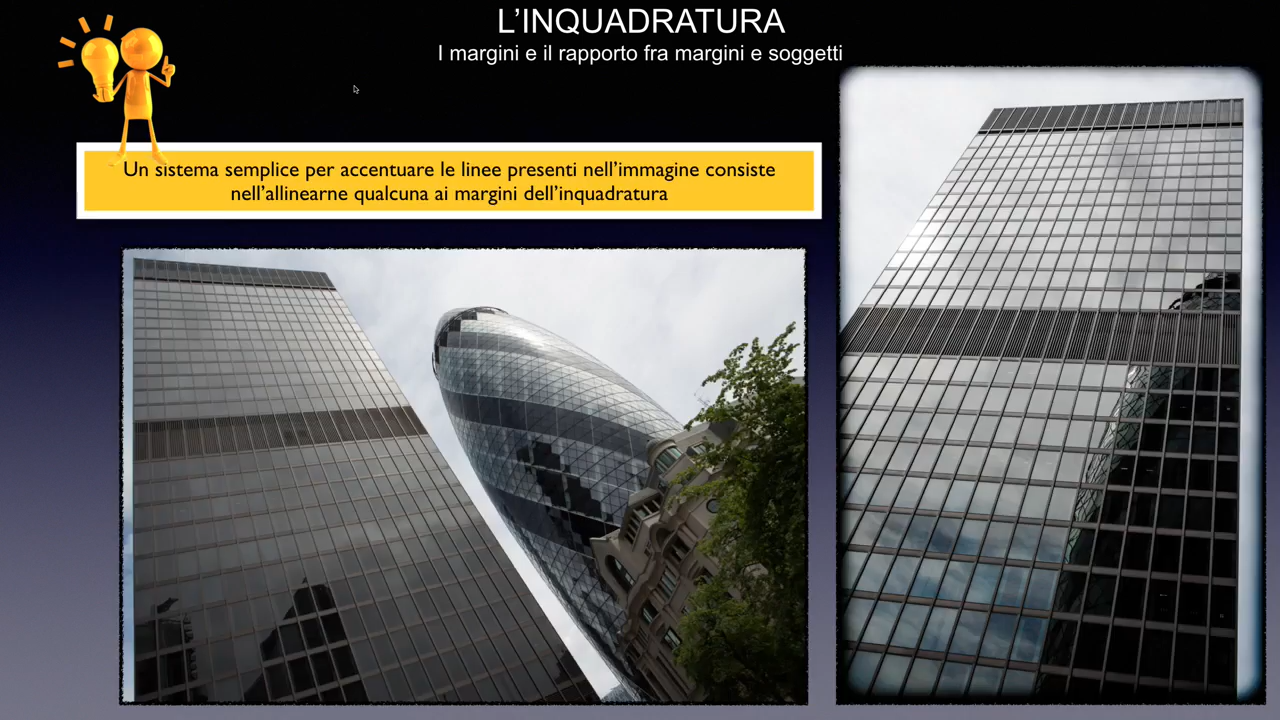 L’INQUADRATURA
I margini e il rapporto fra margini e soggetti
Un sistema semplice per accentuare le linee presenti nell’immagine consiste
nell’allinearne qualcuna ai margini dell’inquadratura